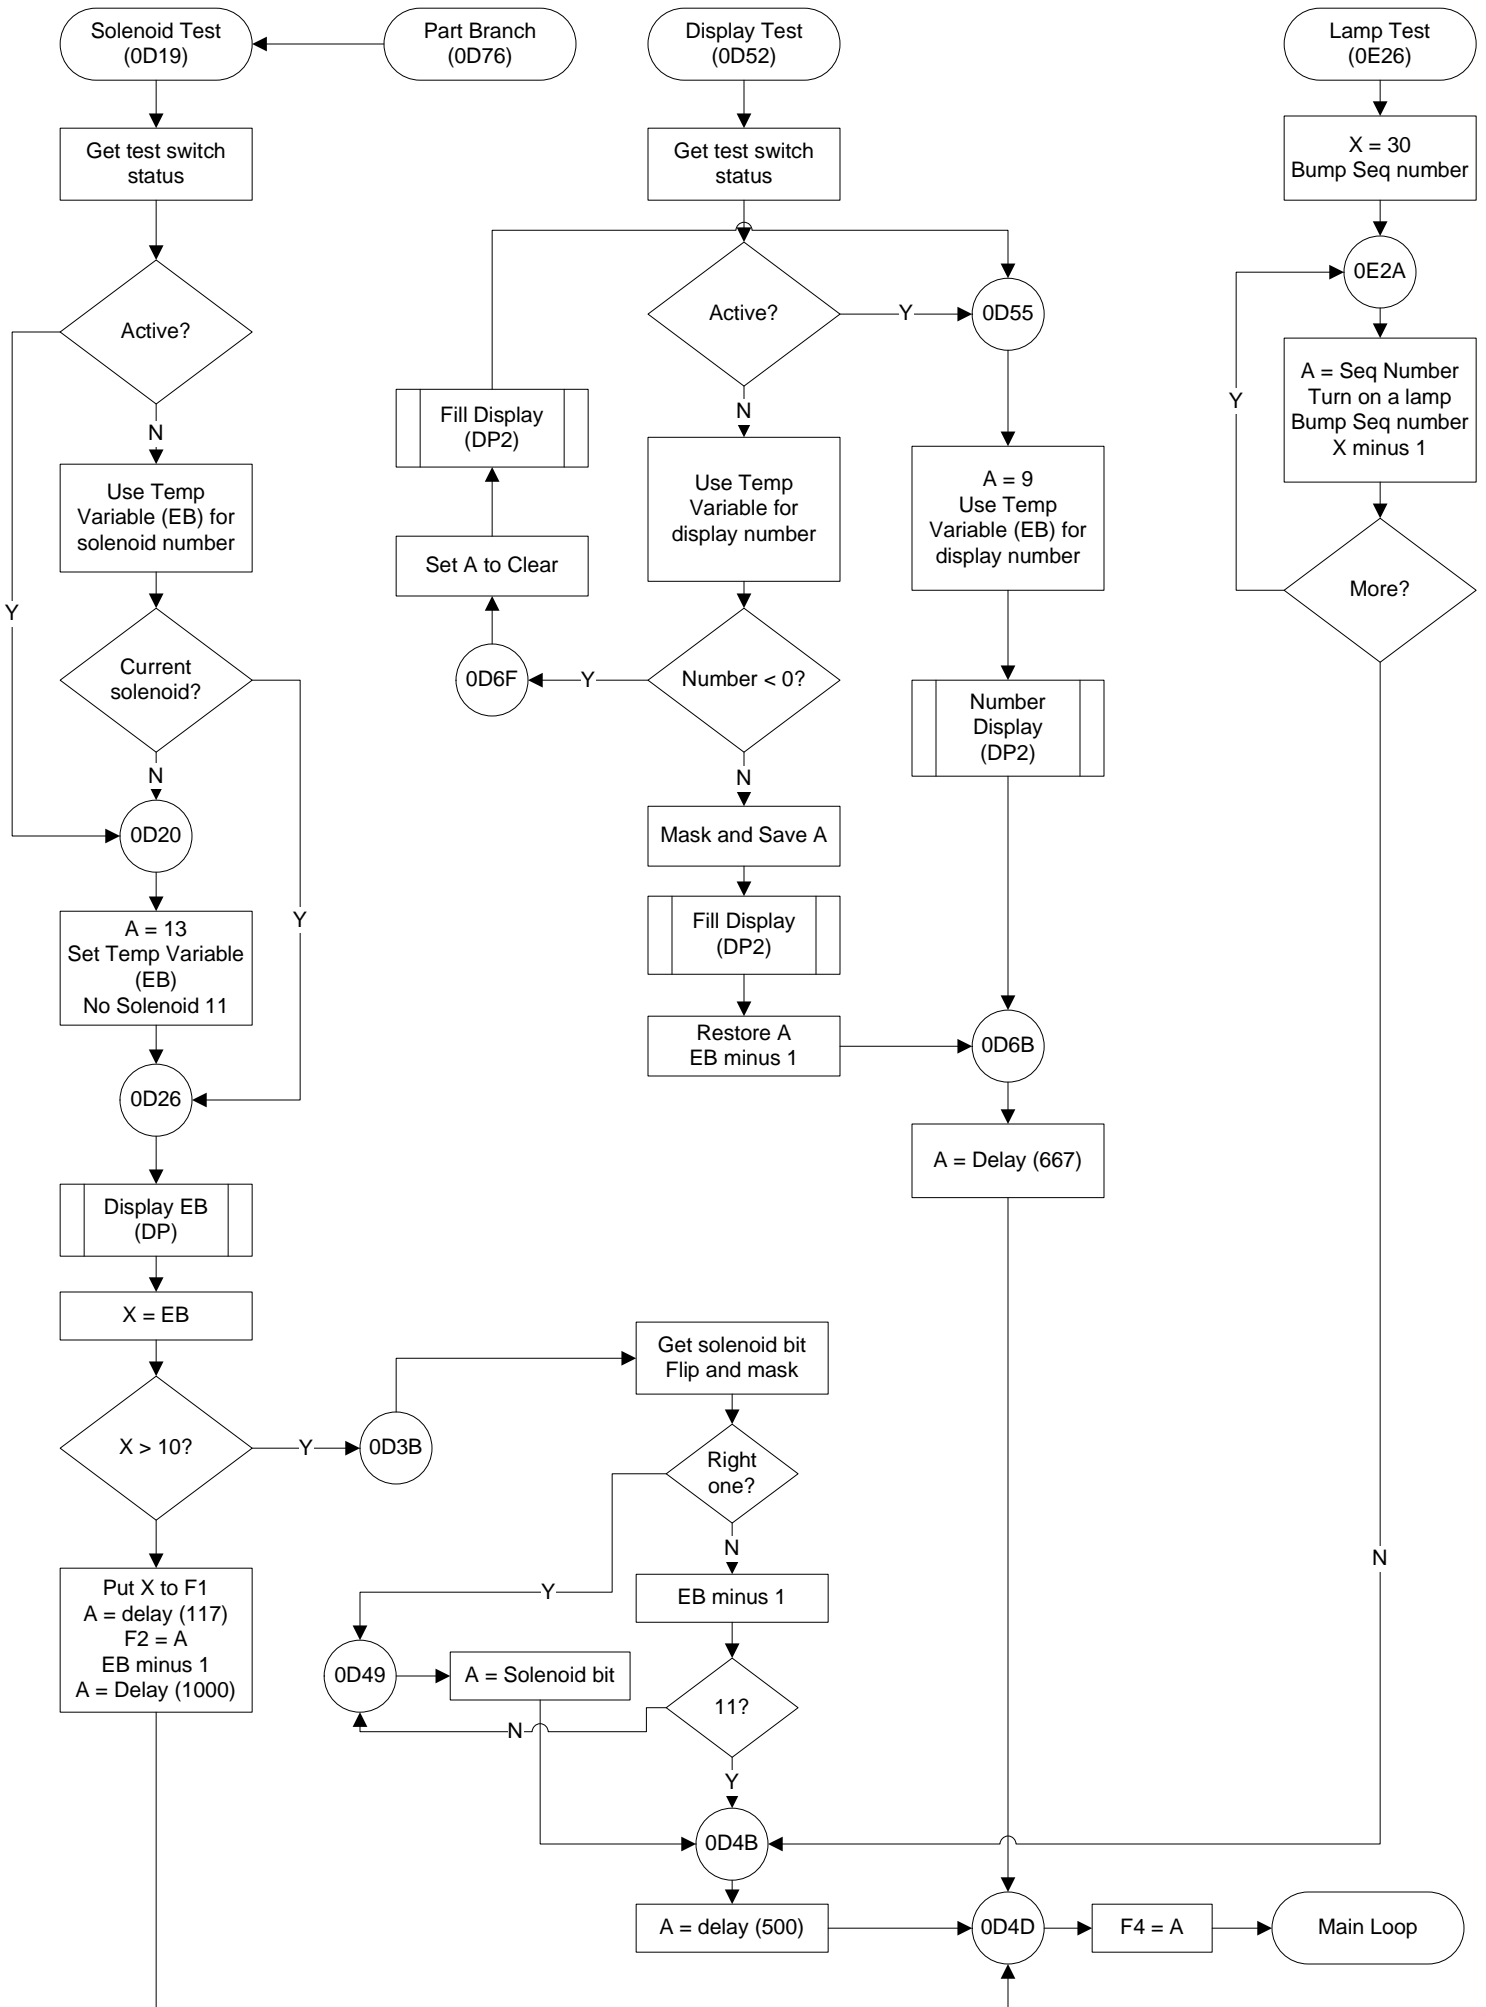 Solenoid Test
(0D19)
Part Branch
(0D76)
Display Test
(0D52)
Lamp Test
(0E26)
Get test switch
status
Get test switch
status
X = 30
Bump Seq number
0E2A
Active?
Active?
Y
0D55
A = Seq Number
Turn on a lamp
Bump Seq number
X minus 1
Y
Fill Display
(DP2)
N
N
Use Temp
Variable (EB) for
solenoid number
Use Temp
Variable for
display number
A = 9
Use Temp
Variable (EB) for
display number
Set A to Clear
More?
Y
Current
solenoid?
0D6F
Y
Number < 0?
Number
Display
(DP2)
N
N
0D20
Mask and Save A
Y
A = 13
Set Temp Variable
(EB)
No Solenoid 11
Fill Display
(DP2)
Restore A
EB minus 1
0D6B
0D26
A = Delay (667)
Display EB
(DP)
X = EB
Get solenoid bit
Flip and mask
X > 10?
Y
0D3B
Right
one?
N
N
Put X to F1
A = delay (117)
F2 = A
EB minus 1
A = Delay (1000)
Y
EB minus 1
0D49
A = Solenoid bit
11?
N
Y
0D4B
A = delay (500)
0D4D
F4 = A
Main Loop